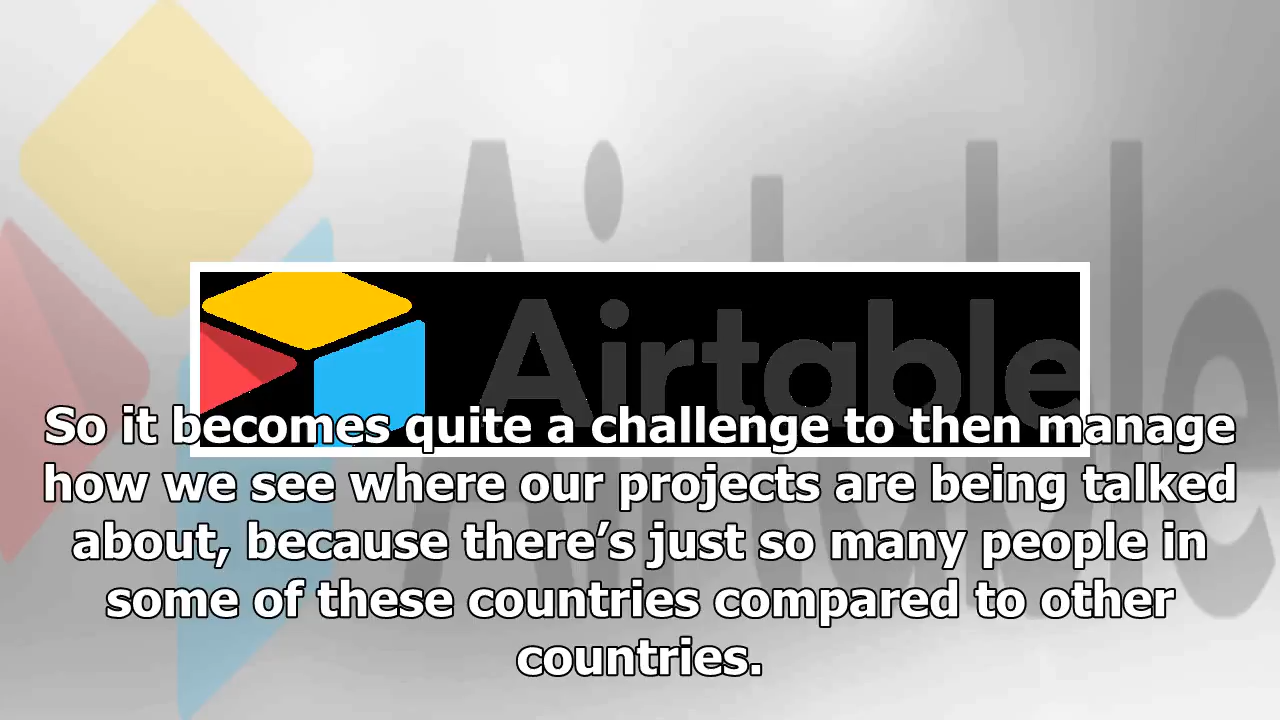 Airtable
So it becomes quite a challenge to then manage
how we see where our projects are being talked
about, because there’s just so many people in
some of these countries compared to other
countries.